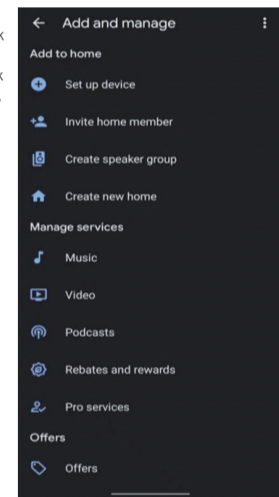 Add and manage
Add to home
Set up device
Invite home member
Create speaker group
Create new home
Manage services
Music
Video
Podcasts
Rebates and rewards
Pro services
Offers
Offers